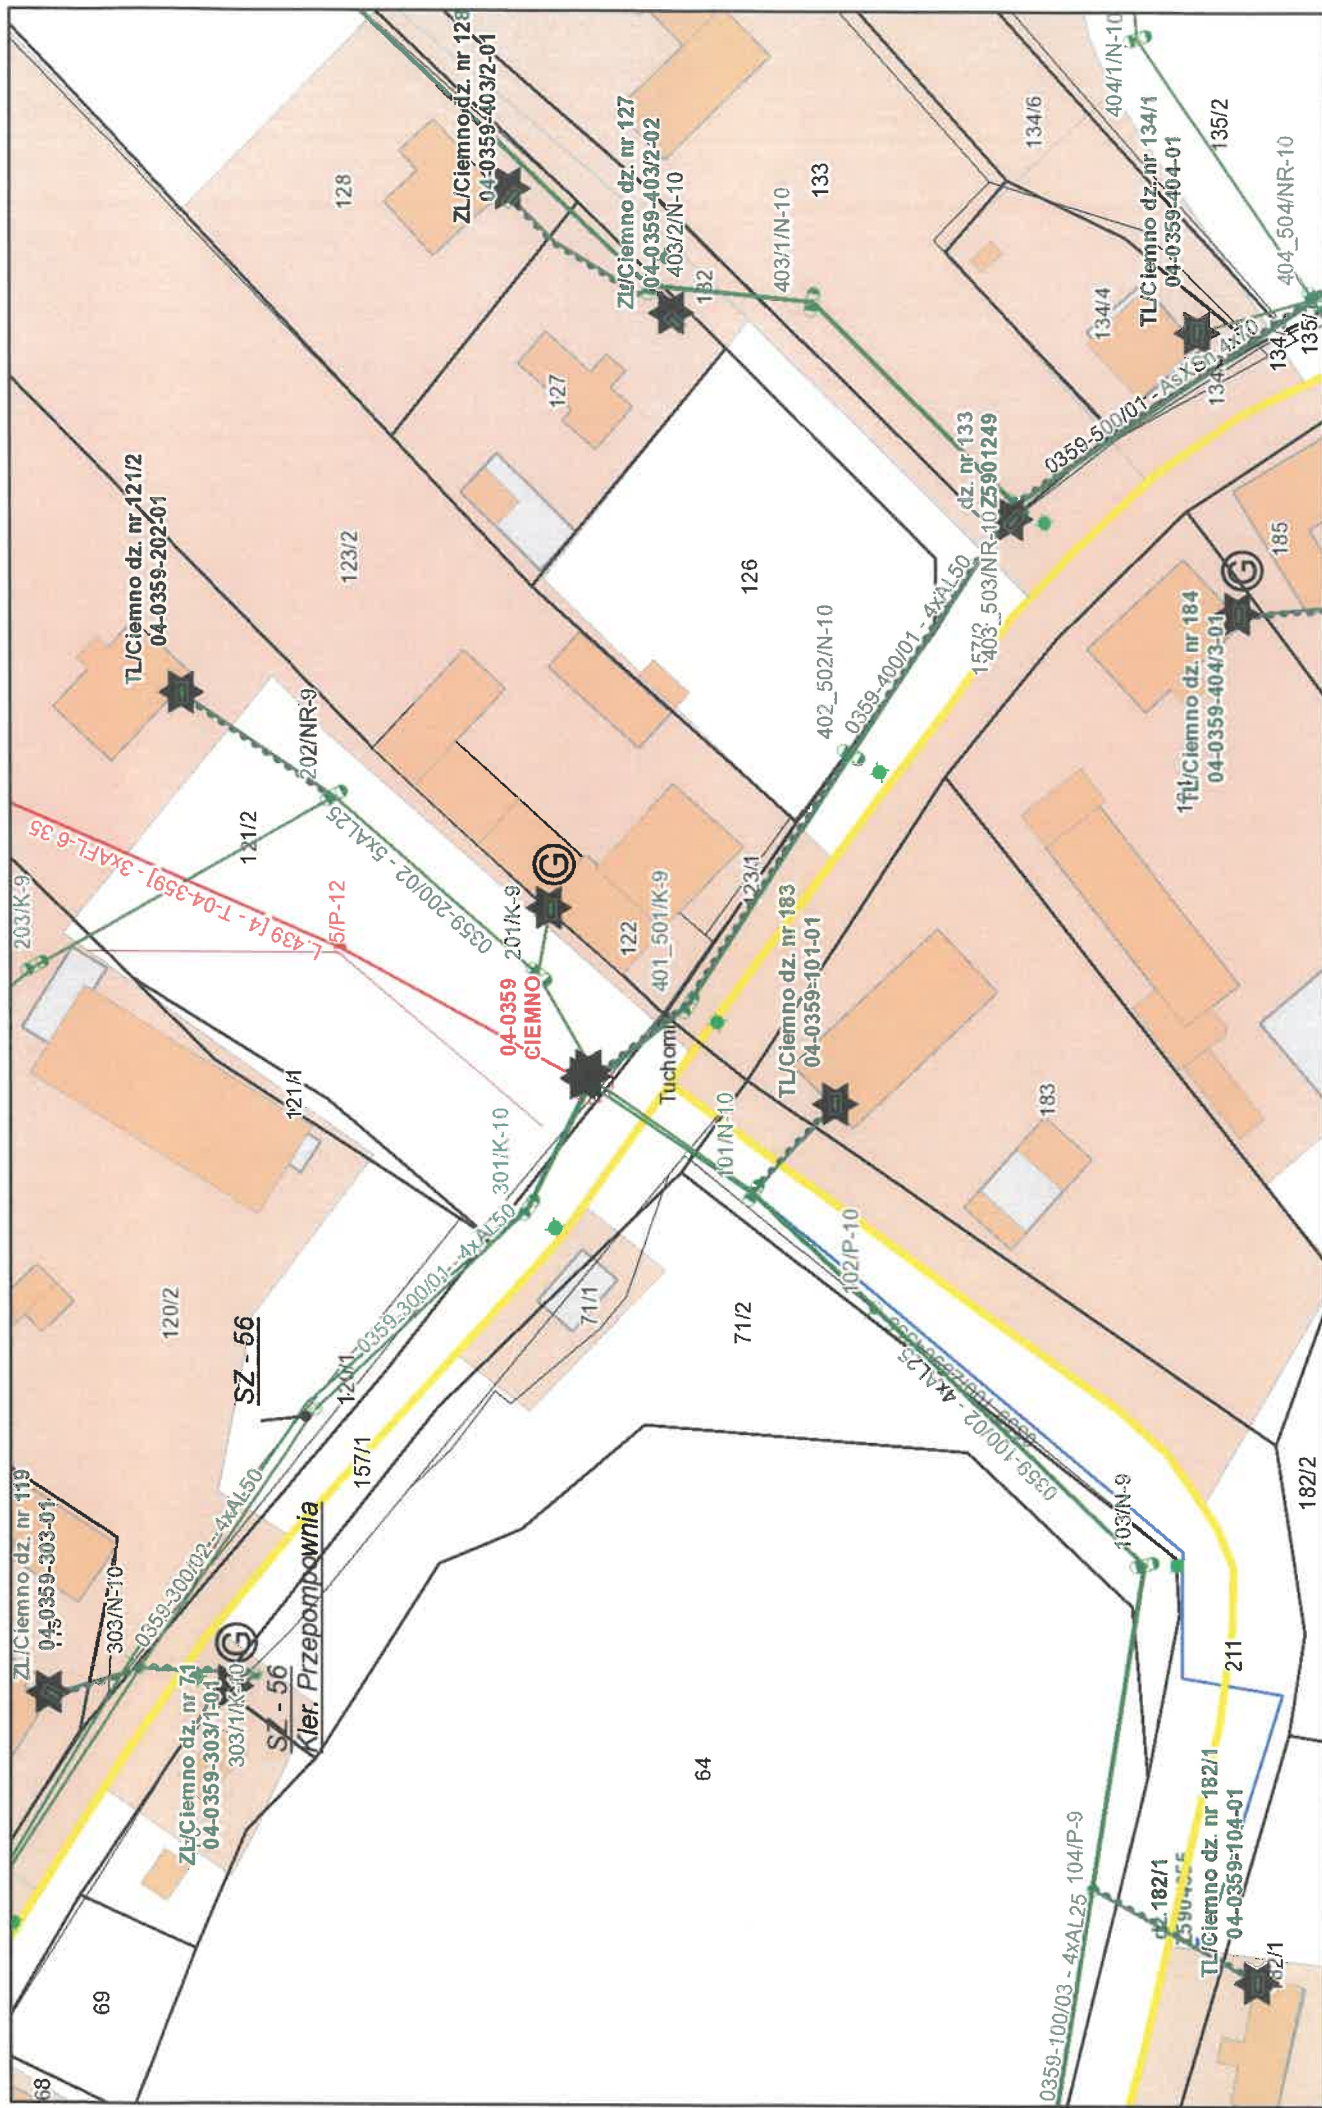 ZL/Ciemno dz. nr 128
04-0359-403/2-01
128
ZL/Ciemno dz. nr 127
04-0359-403/2-02
403/2/N-10
132
127
403/1/N-10
133
134/6
404/1/N-10
135/2
TL/Ciemno dz. nr 134/1
04-0359-404-01
404_504/NR-10
134/4
0359-500/01 - AsXSn 4x70
dz. nr 133
Z5901249
403_503/NR-10
157/2
TL/Ciemno dz. nr 121/2
04-0359-202-01
123/2
126
402_502/N-10
0359-400/01 - 4xAL50
185
G
TL/Ciemno dz. nr 184
04-0359-404/3-01
202/NR-9
121/2
203/K-9
L.439 [4 - T-04-359] - 3xAFL-6 35
5/P-12
0359-200/02 - 5xAL25
201/K-9
G
122
401_501/K-9
123/1
04-0359
CIEMNO
TL/Ciemno dz. nr 183
04-0359-101-01
183
121/1
301/K-10
101/N-10
102/P-10
120/2
SZ - 56
120/1
0359-300/01 - 4xAL50
71/1
71/2
157/1
0359-100/02 - 4xAL25
103/N-9
182/2
211
ZL/Ciemno dz. nr 119
04-0359-303-01
303/N-10
0359-300/02 - 4xAL50
G
ZL/Ciemno dz. nr 71
04-0359-303/1-01
303/1/K-10
SZ - 56
Kier. Przepompownia
64
69
68
0359-100/03 - 4xAL25
104/P-9
dz. 182/1
TL/Ciemno dz. nr 182/1
04-0359-104-01